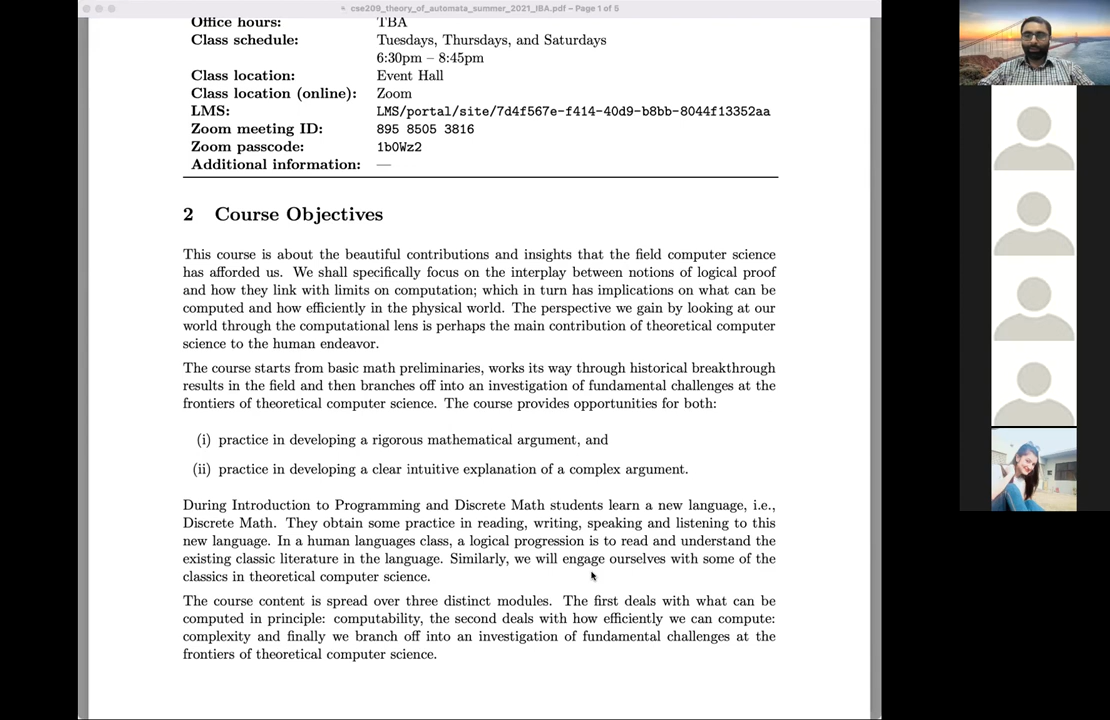 cse209_theory_of_automata_summer_2021_IBA.pdf – Page 1 of 5
Office hours: TBA
Class schedule: Tuesdays, Thursdays, and Saturdays
6:30pm – 8:45pm
Class location: Event Hall
Class location (online): Zoom
LMS: LMS/portal/site/7d4f567e-f414-40d9-b8bb-8044f13352aa
Zoom meeting ID: 895 8505 3816
Zoom passcode: 1b0Wz2
Additional information: —
2 Course Objectives
This course is about the beautiful contributions and insights that the field computer science
has afforded us. We shall specifically focus on the interplay between notions of logical proof
and how they link with limits on computation; which in turn has implications on what can be
computed and how efficiently in the physical world. The perspective we gain by looking at our
world through the computational lens is perhaps the main contribution of theoretical computer
science to the human endeavor.
The course starts from basic math preliminaries, works its way through historical breakthrough
results in the field and then branches off into an investigation of fundamental challenges at the
frontiers of theoretical computer science. The course provides opportunities for both:
(i) practice in developing a rigorous mathematical argument, and
(ii) practice in developing a clear intuitive explanation of a complex argument.
During Introduction to Programming and Discrete Math students learn a new language, i.e.,
Discrete Math. They obtain some practice in reading, writing, speaking and listening to this
new language. In a human languages class, a logical progression is to read and understand the
existing classic literature in the language. Similarly, we will engage ourselves with some of the
classics in theoretical computer science.
The course content is spread over three distinct modules. The first deals with what can be
computed in principle: computability, the second deals with how efficiently we can compute:
complexity and finally we branch off into an investigation of fundamental challenges at the
frontiers of theoretical computer science.